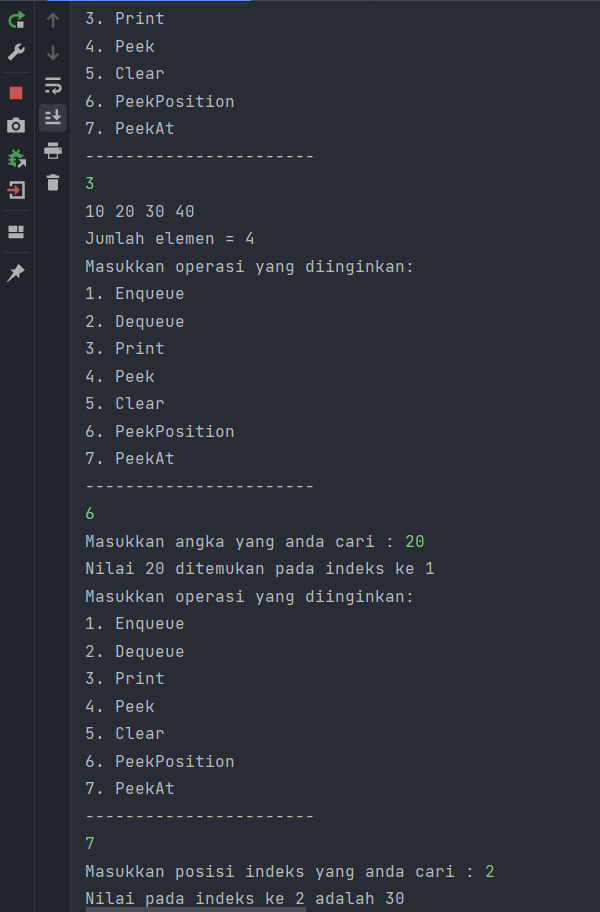 3. Print
4. Peek
5. Clear
6. PeekPosition
7. PeekAt
-----------------------
3
10 20 30 40
Jumlah elemen = 4
Masukkan operasi yang diinginkan:
1. Enqueue
2. Dequeue
3. Print
4. Peek
5. Clear
6. PeekPosition
7. PeekAt
-----------------------
6
Masukkan angka yang anda cari : 20
Nilai 20 ditemukan pada indeks ke 1
Masukkan operasi yang diinginkan:
1. Enqueue
2. Dequeue
3. Print
4. Peek
5. Clear
6. PeekPosition
7. PeekAt
-----------------------
7
Masukkan posisi indeks yang anda cari : 2
Nilai pada indeks ke 2 adalah 30